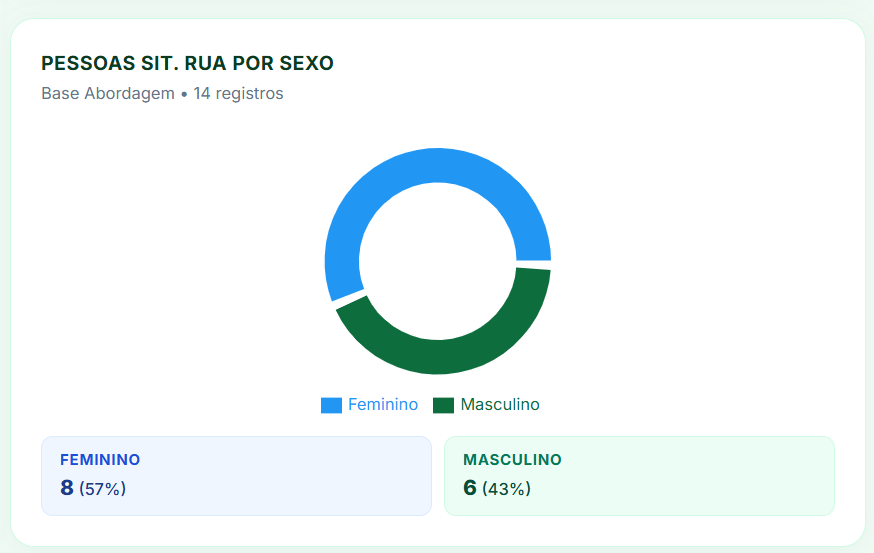 PESSOAS SIT. RUA POR SEXO
Base Abordagem • 14 registros
Feminino Masculino
FEMININO
8 (57%)
MASCULINO
6 (43%)